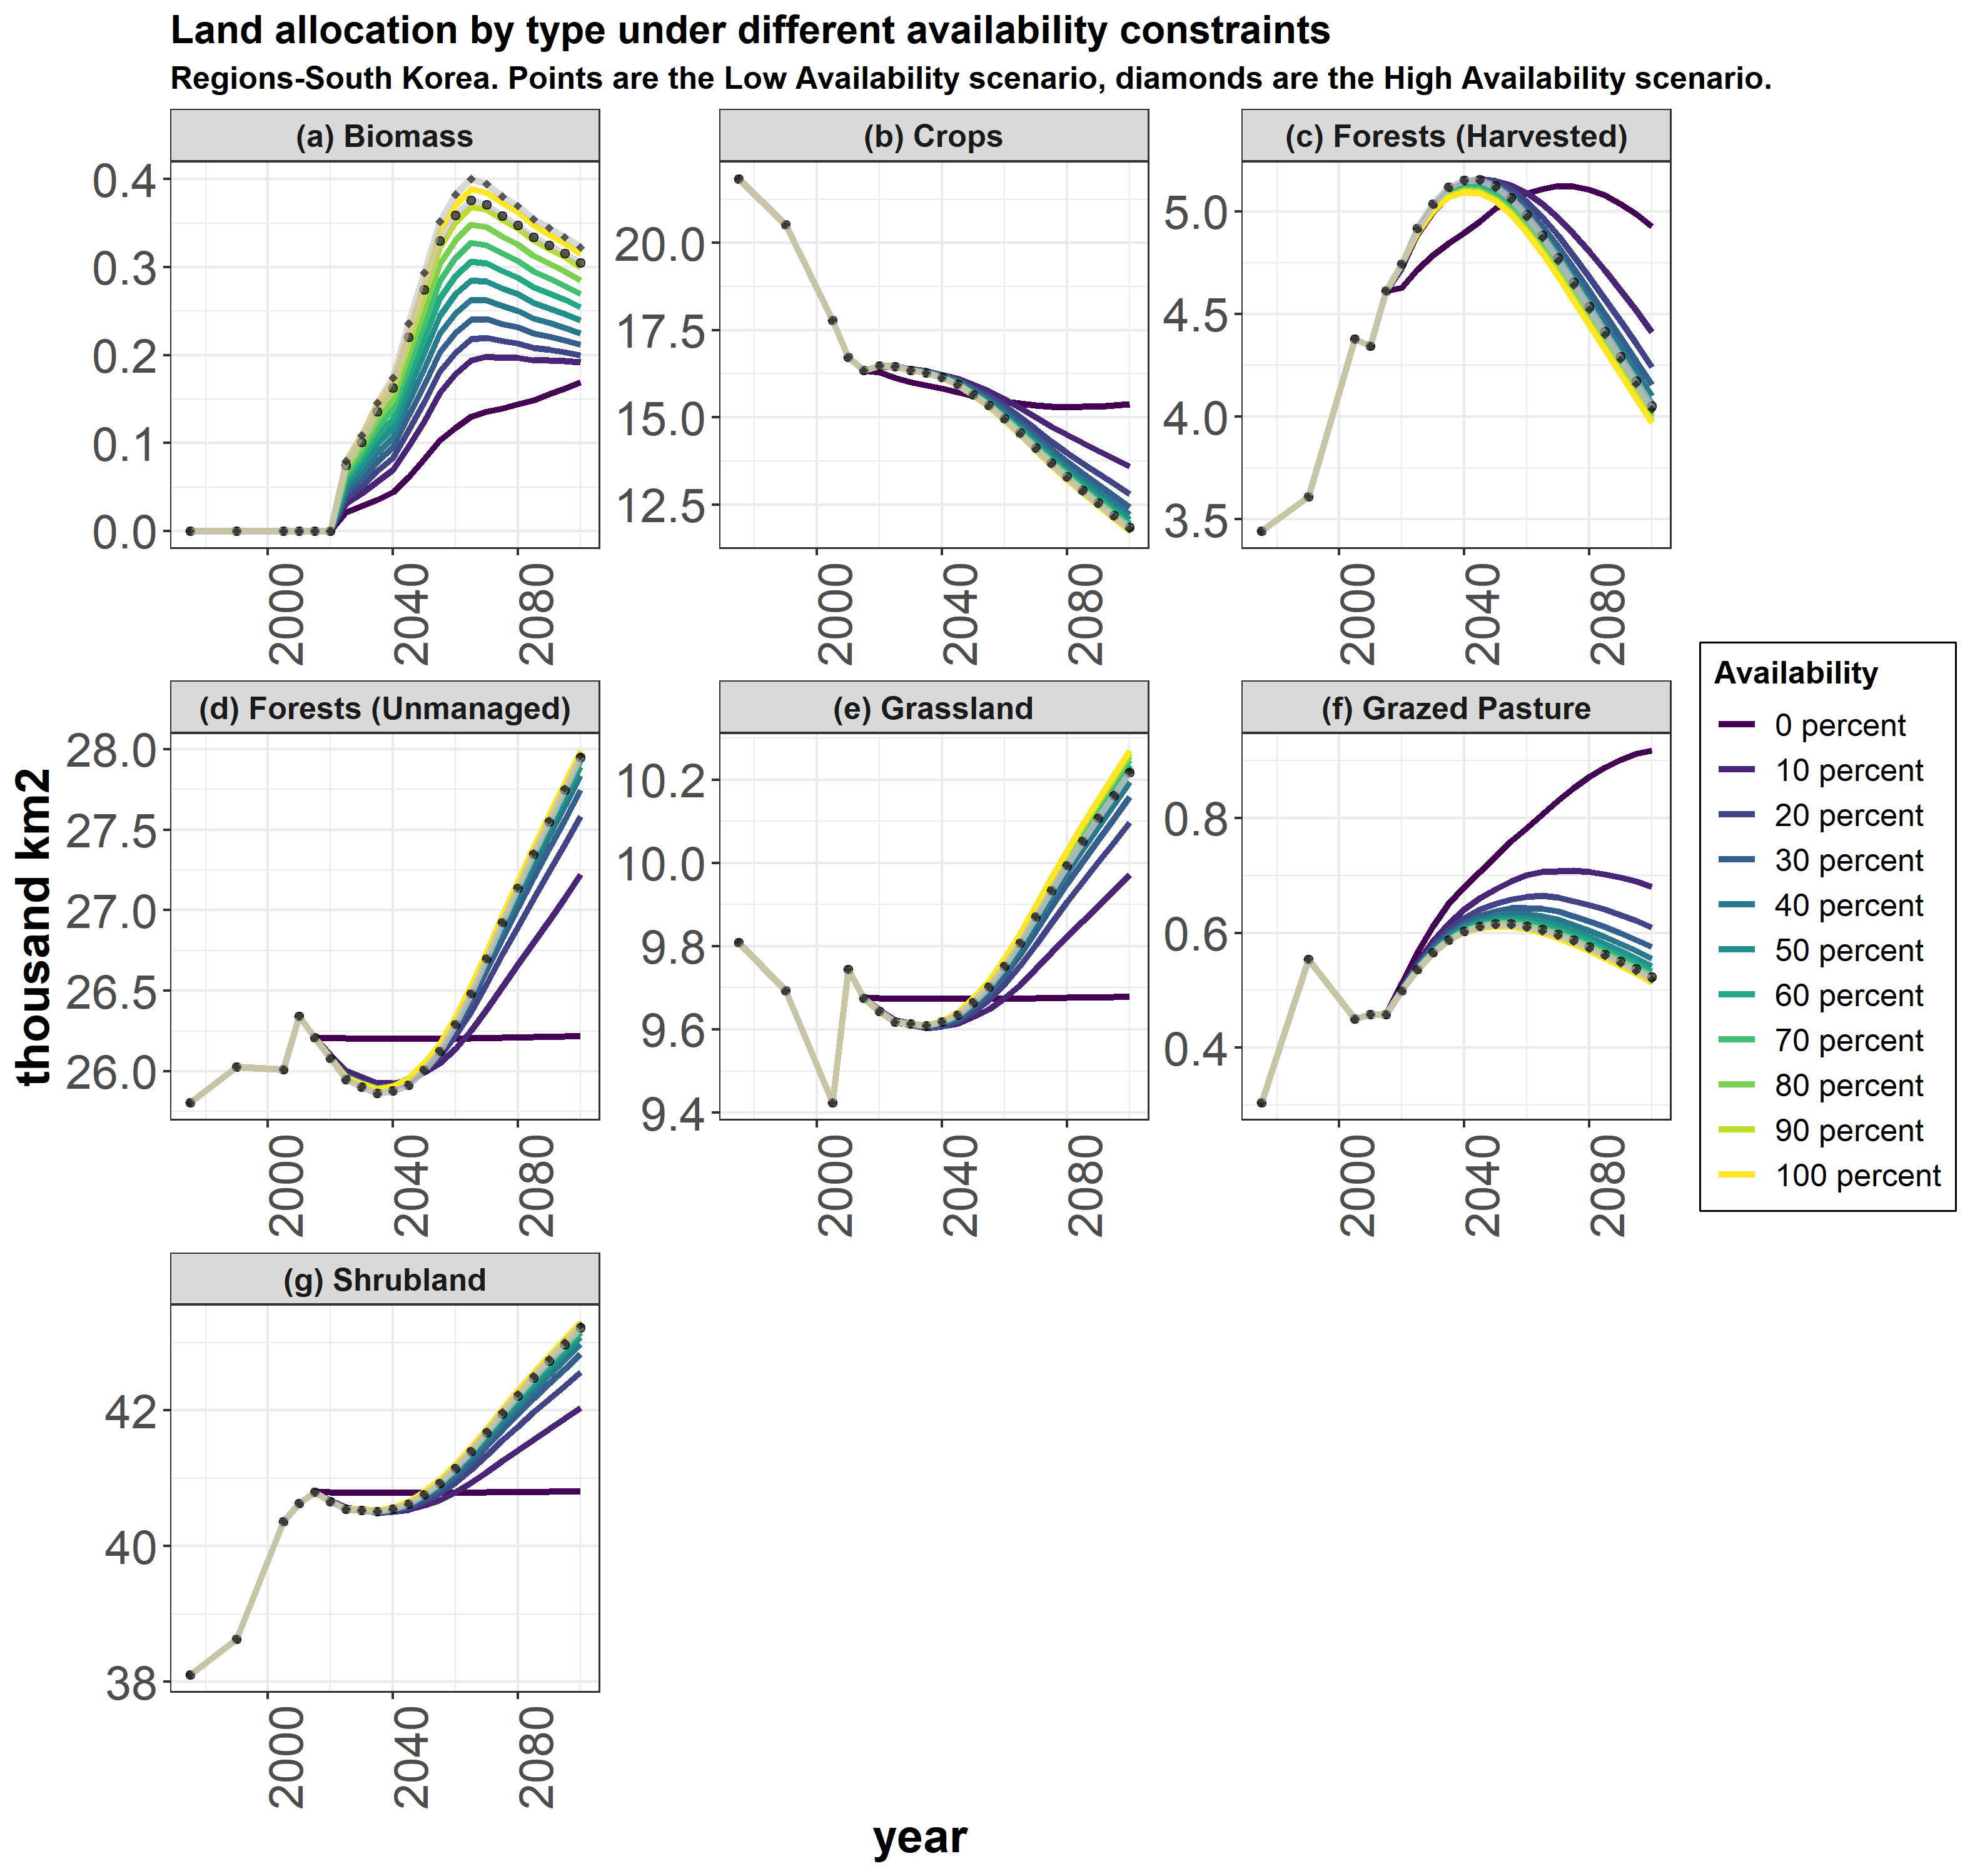 Land allocation by type under different availability constraints
Regions-South Korea. Points are the Low Availability scenario, diamonds are the High Availability scenario.
(a) Biomass
(b) Crops
(c) Forests (Harvested)
0.4
0.3
0.2
0.1
0.0
20.0
17.5
15.0
12.5
5.0
4.5
4.0
3.5
2000
2040
2080
2000
2040
2080
2000
2040
2080
(d) Forests (Unmanaged)
(e) Grassland
(f) Grazed Pasture
thousand km2
28.0
27.5
27.0
26.5
26.0
10.2
10.0
9.8
9.6
9.4
0.8
0.6
0.4
2000
2040
2080
2000
2040
2080
2000
2040
2080
(g) Shrubland
42
40
38
2000
2040
2080
year
Availability
0 percent
10 percent
20 percent
30 percent
40 percent
50 percent
60 percent
70 percent
80 percent
90 percent
100 percent